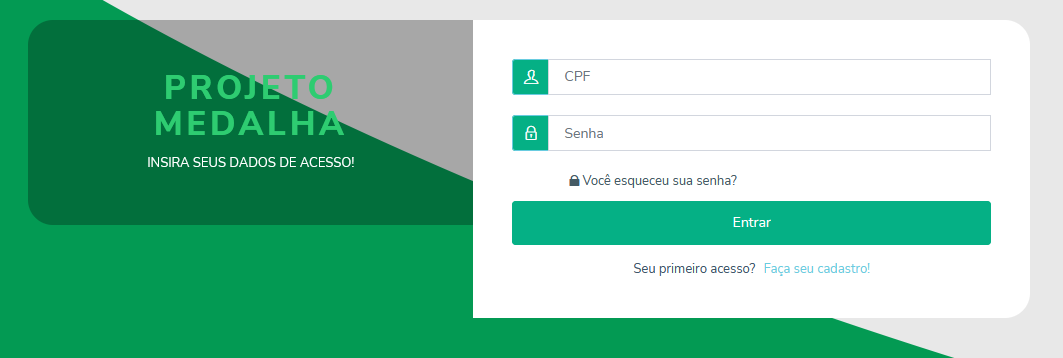 PROJETO
MEDALHA
INSIRA SEUS DADOS DE ACESSO!
CPF
Senha
Você esqueceu sua senha?
Entrar
Seu primeiro acesso? Faça seu cadastro!